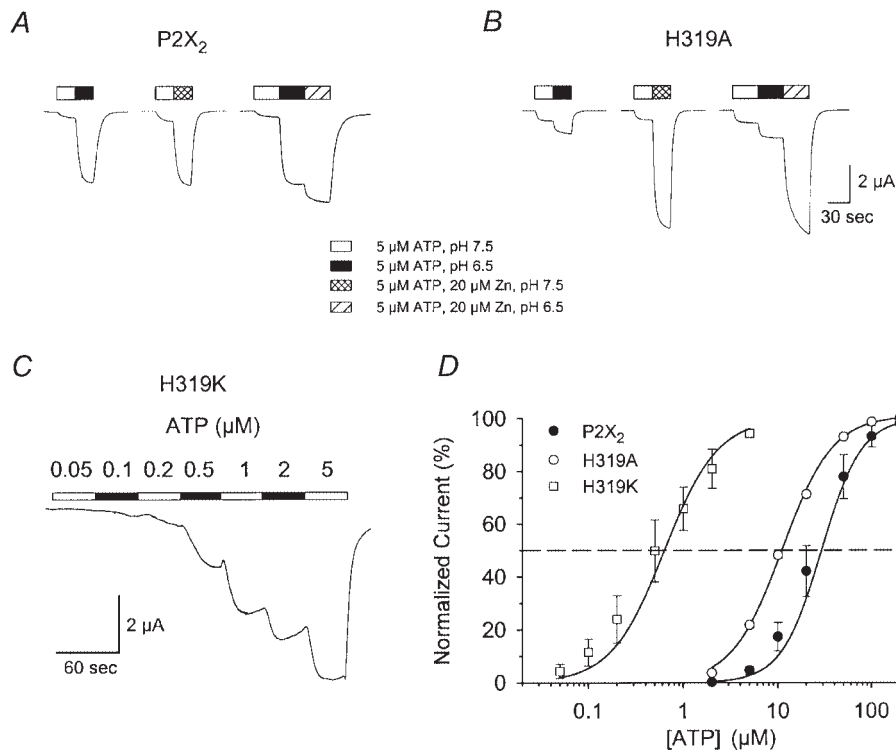 A
P2X₂
B
H319A
2 µA
30 sec
5 µM ATP, pH 7.5
5 µM ATP, pH 6.5
5 µM ATP, 20 µM Zn, pH 7.5
5 µM ATP, 20 µM Zn, pH 6.5
C
H319K
ATP (µM)
0.05 0.1 0.2 0.5 1 2 5
2 µA
60 sec
D
P2X₂
H319A
H319K
Normalized Current (%)
100
80
60
40
20
0
0.1 1 10 100
[ATP] (µM)